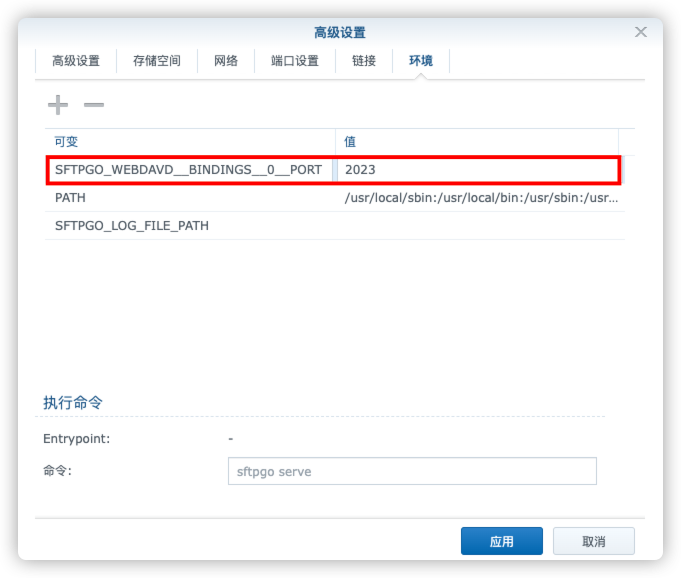 高级设置
高级设置 存储空间 网络 端口设置 链接 环境
可变 值
SFTPGO_WEBDAVD__BINDINGS__0__PORT 2023
PATH /usr/local/sbin:/usr/local/bin:/usr/sbin:/usr...
SFTPGO_LOG_FILE_PATH
执行命令
Entrypoint: -
命令: sftpgo serve
应用 取消